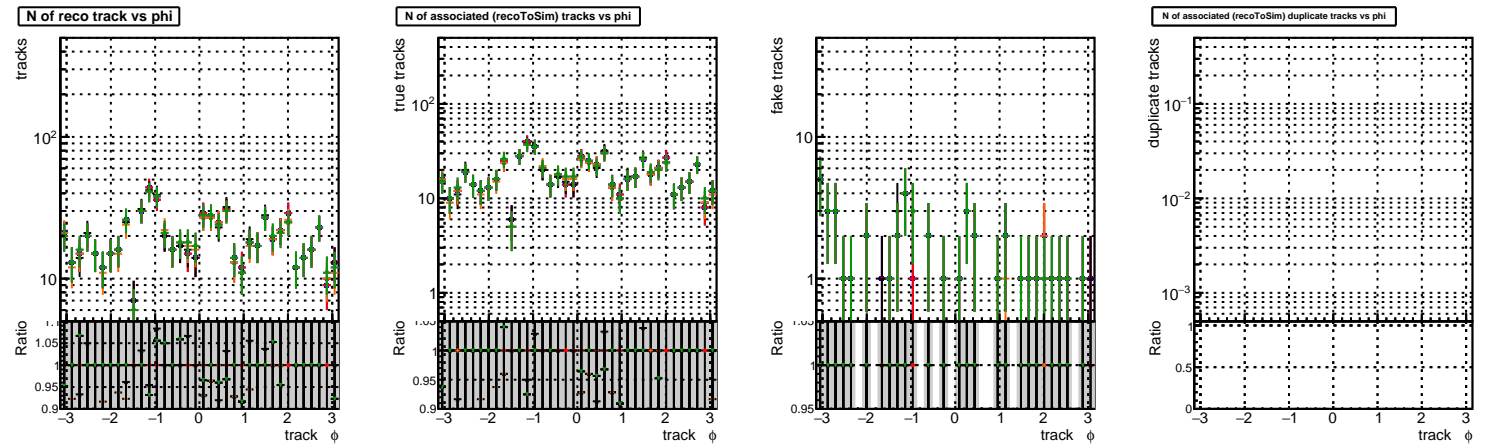 N of reco track vs phi
tracks
10²
10
Ratio
1.1
1.05
1
0.95
0.9
−3 −2 −1 0 1 2 3
track ϕ
N of associated (recoToSim) tracks vs phi
true tracks
10²
10
1
Ratio
1.05
1
0.95
0.9
−3 −2 −1 0 1 2 3
track ϕ
fake tracks
10
1
Ratio
1.05
1
0.95
−3 −2 −1 0 1 2 3
track ϕ
N of associated (recoToSim) duplicate tracks vs phi
duplicate tracks
10⁻¹
10⁻²
10⁻³
Ratio
1
0.5
0
−3 −2 −1 0 1 2 3
track ϕ